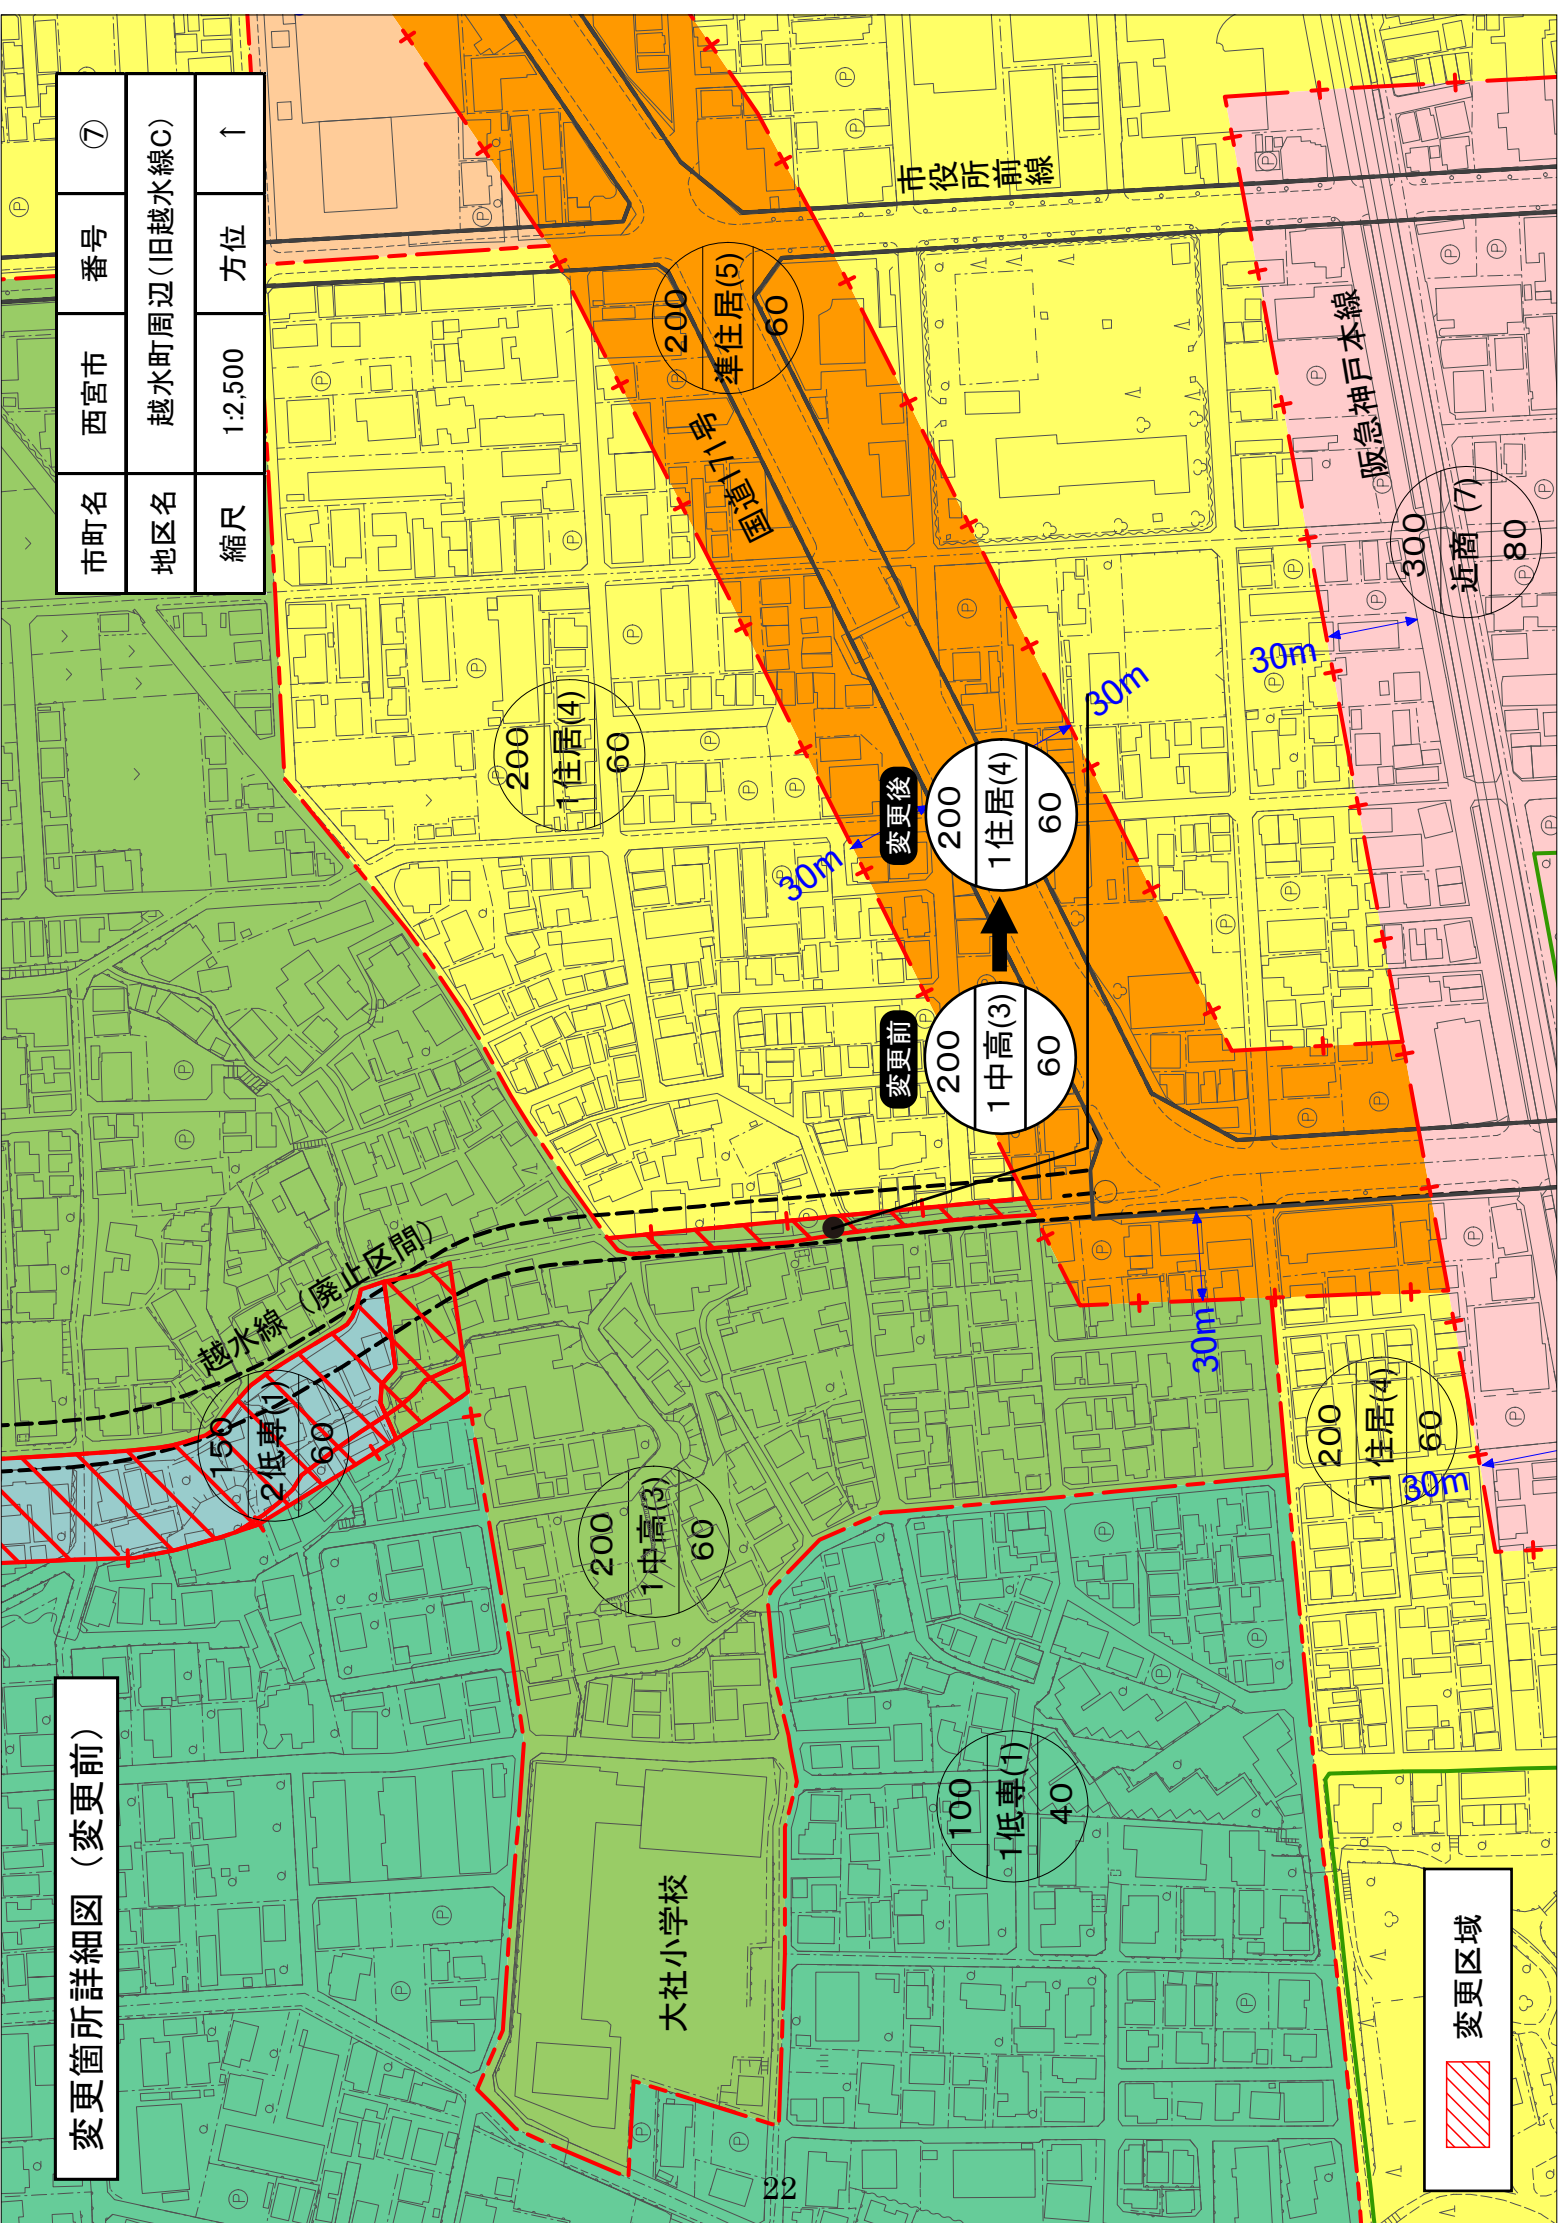 変更箇所詳細図（変更前）
市町名 西宮市 番号 ⑦
地区名 越水町周辺（旧越水線C）
縮尺 1:2,500 方位 ↑
越水線（廃止区間）
150
2低専(1)
60
200
1中高(3)
60
大社小学校
100
1低専(1)
40
200
1住居(4)
60
200
準住居(5)
60
国道171号
市役所前線
阪急神戸本線
300
近商(7)
80
変更前
200
1中高(3)
60
変更後
200
1住居(4)
60
30m
30m
30m
30m
30m
200
1住居(4)
60
変更区域
22